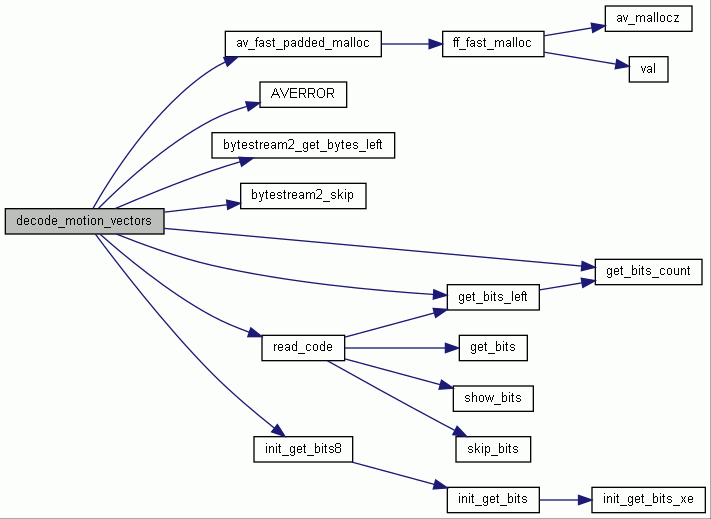 av_mallocz
av_fast_padded_malloc
ff_fast_malloc
val
AVERROR
bytestream2_get_bytes_left
bytestream2_skip
decode_motion_vectors
get_bits_count
get_bits_left
read_code
get_bits
show_bits
init_get_bits8
skip_bits
init_get_bits
init_get_bits_xe